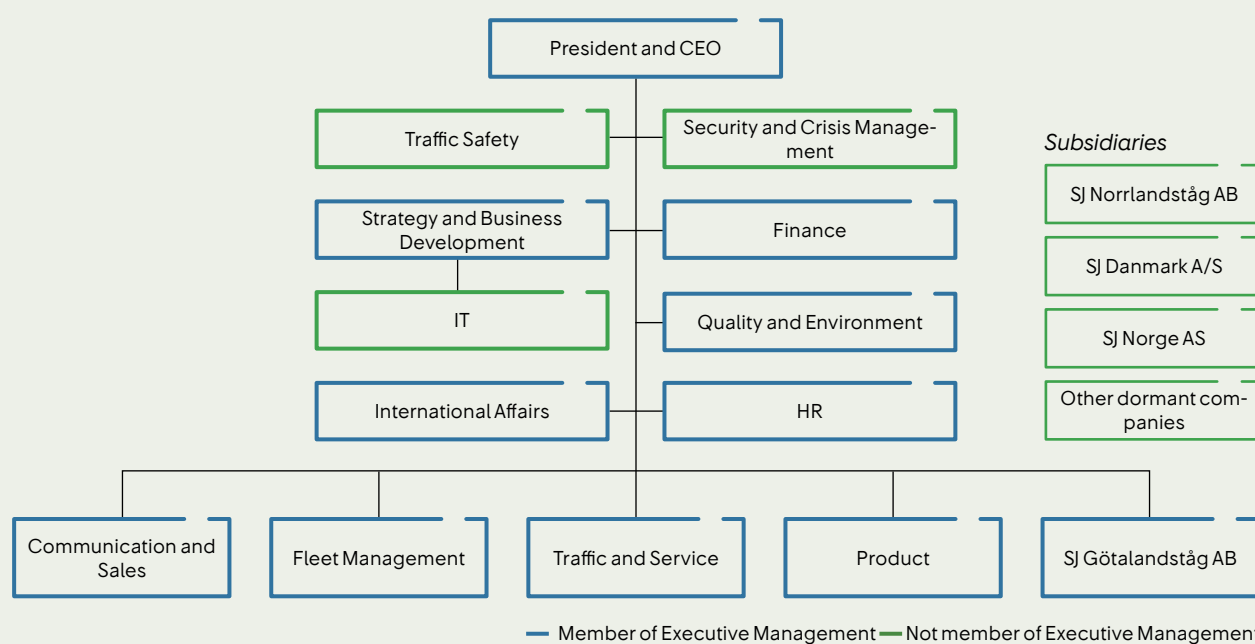 President and CEO
Traffic Safety
Security and Crisis Manage-
ment
Subsidiaries
SJ Norrlandståg AB
Strategy and Business
Development
Finance
SJ Danmark A/S
IT
Quality and Environment
SJ Norge AS
International Affairs
HR
Other dormant com-
panies
Communication and
Sales
Fleet Management
Traffic and Service
Product
SJ Götalandståg AB
Member of Executive Management
Not member of Executive Management